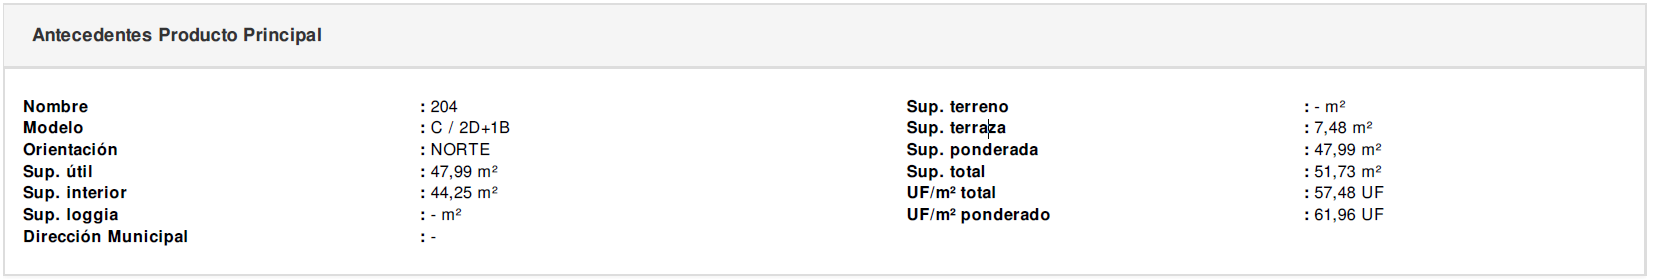 Antecedentes Producto Principal
Nombre : 204
Modelo : C / 2D+1B
Orientación : NORTE
Sup. útil : 47,99 m²
Sup. interior : 44,25 m²
Sup. loggia : - m²
Dirección Municipal : -
Sup. terreno : - m²
Sup. terraza : 7,48 m²
Sup. ponderada : 47,99 m²
Sup. total : 51,73 m²
UF/m² total : 57,48 UF
UF/m² ponderado : 61,96 UF